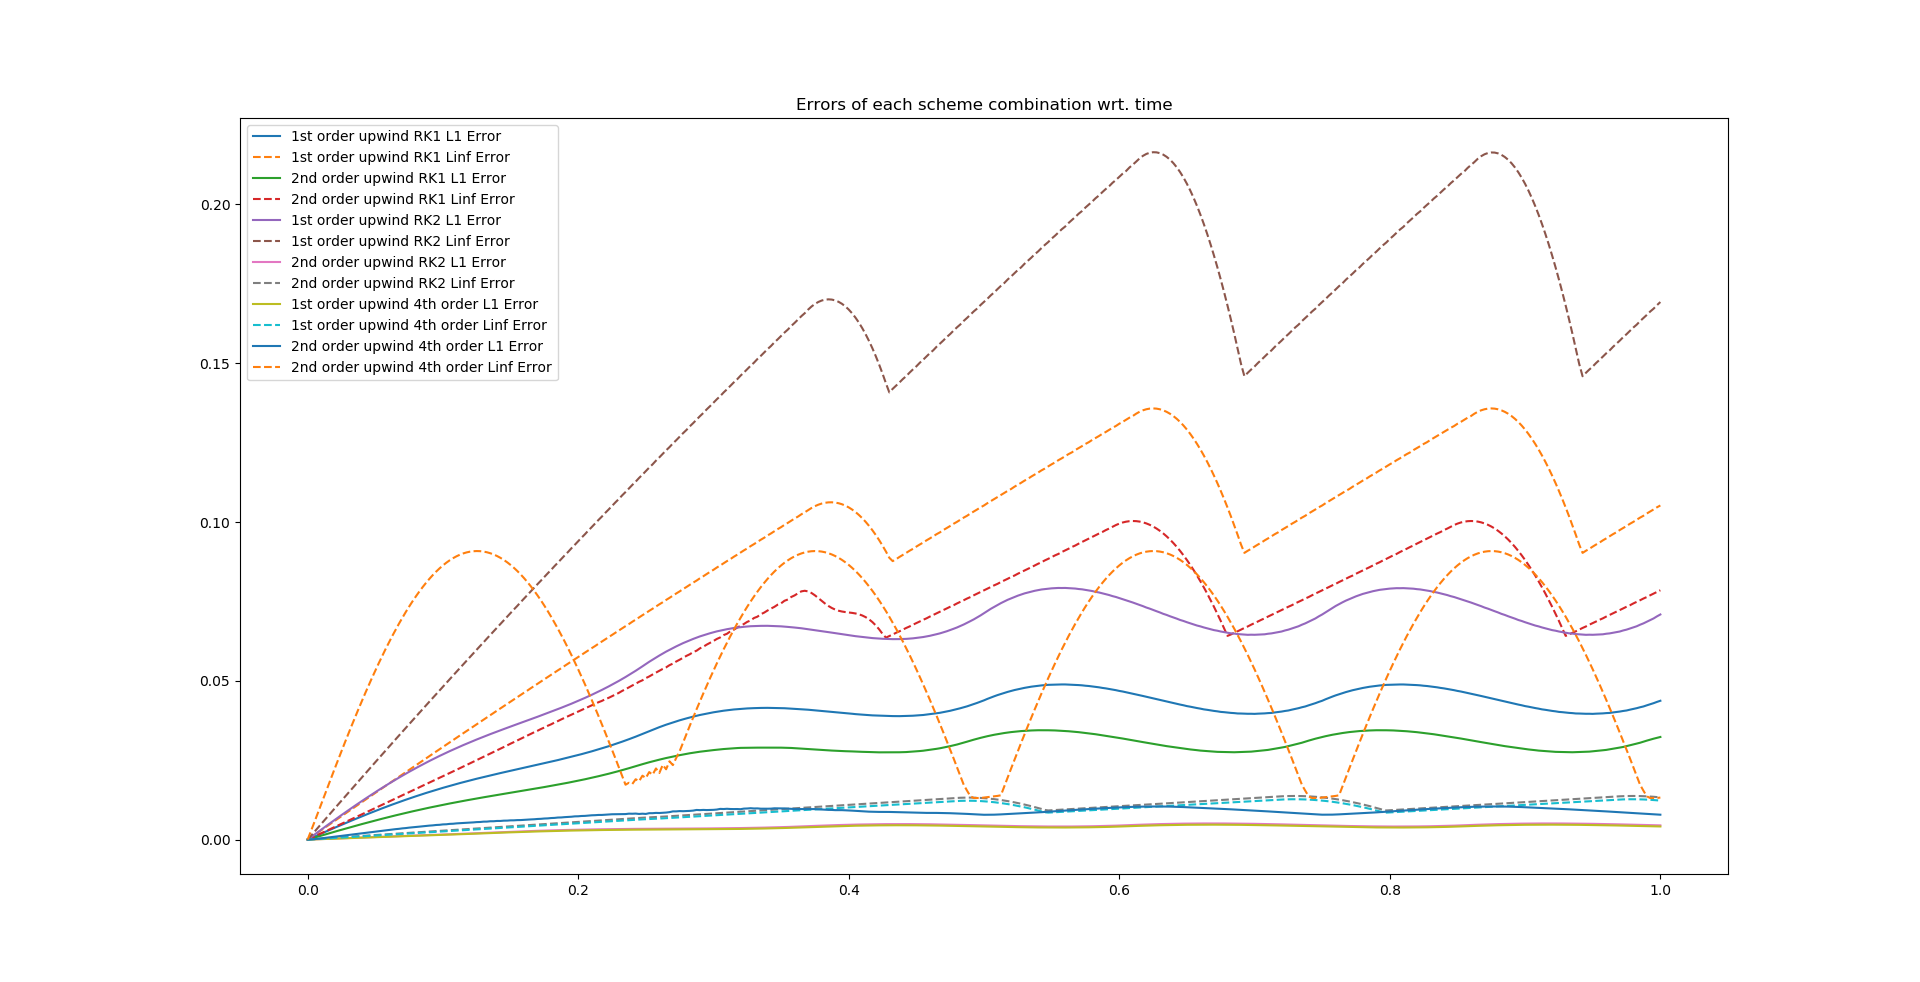 Errors of each scheme combination wrt. time
1st order upwind RK1 L1 Error
1st order upwind RK1 Linf Error
2nd order upwind RK1 L1 Error
2nd order upwind RK1 Linf Error
1st order upwind RK2 L1 Error
1st order upwind RK2 Linf Error
2nd order upwind RK2 L1 Error
2nd order upwind RK2 Linf Error
1st order upwind 4th order L1 Error
1st order upwind 4th order Linf Error
2nd order upwind 4th order L1 Error
2nd order upwind 4th order Linf Error
0.20
0.15
0.10
0.05
0.00
0.0 0.2 0.4 0.6 0.8 1.0